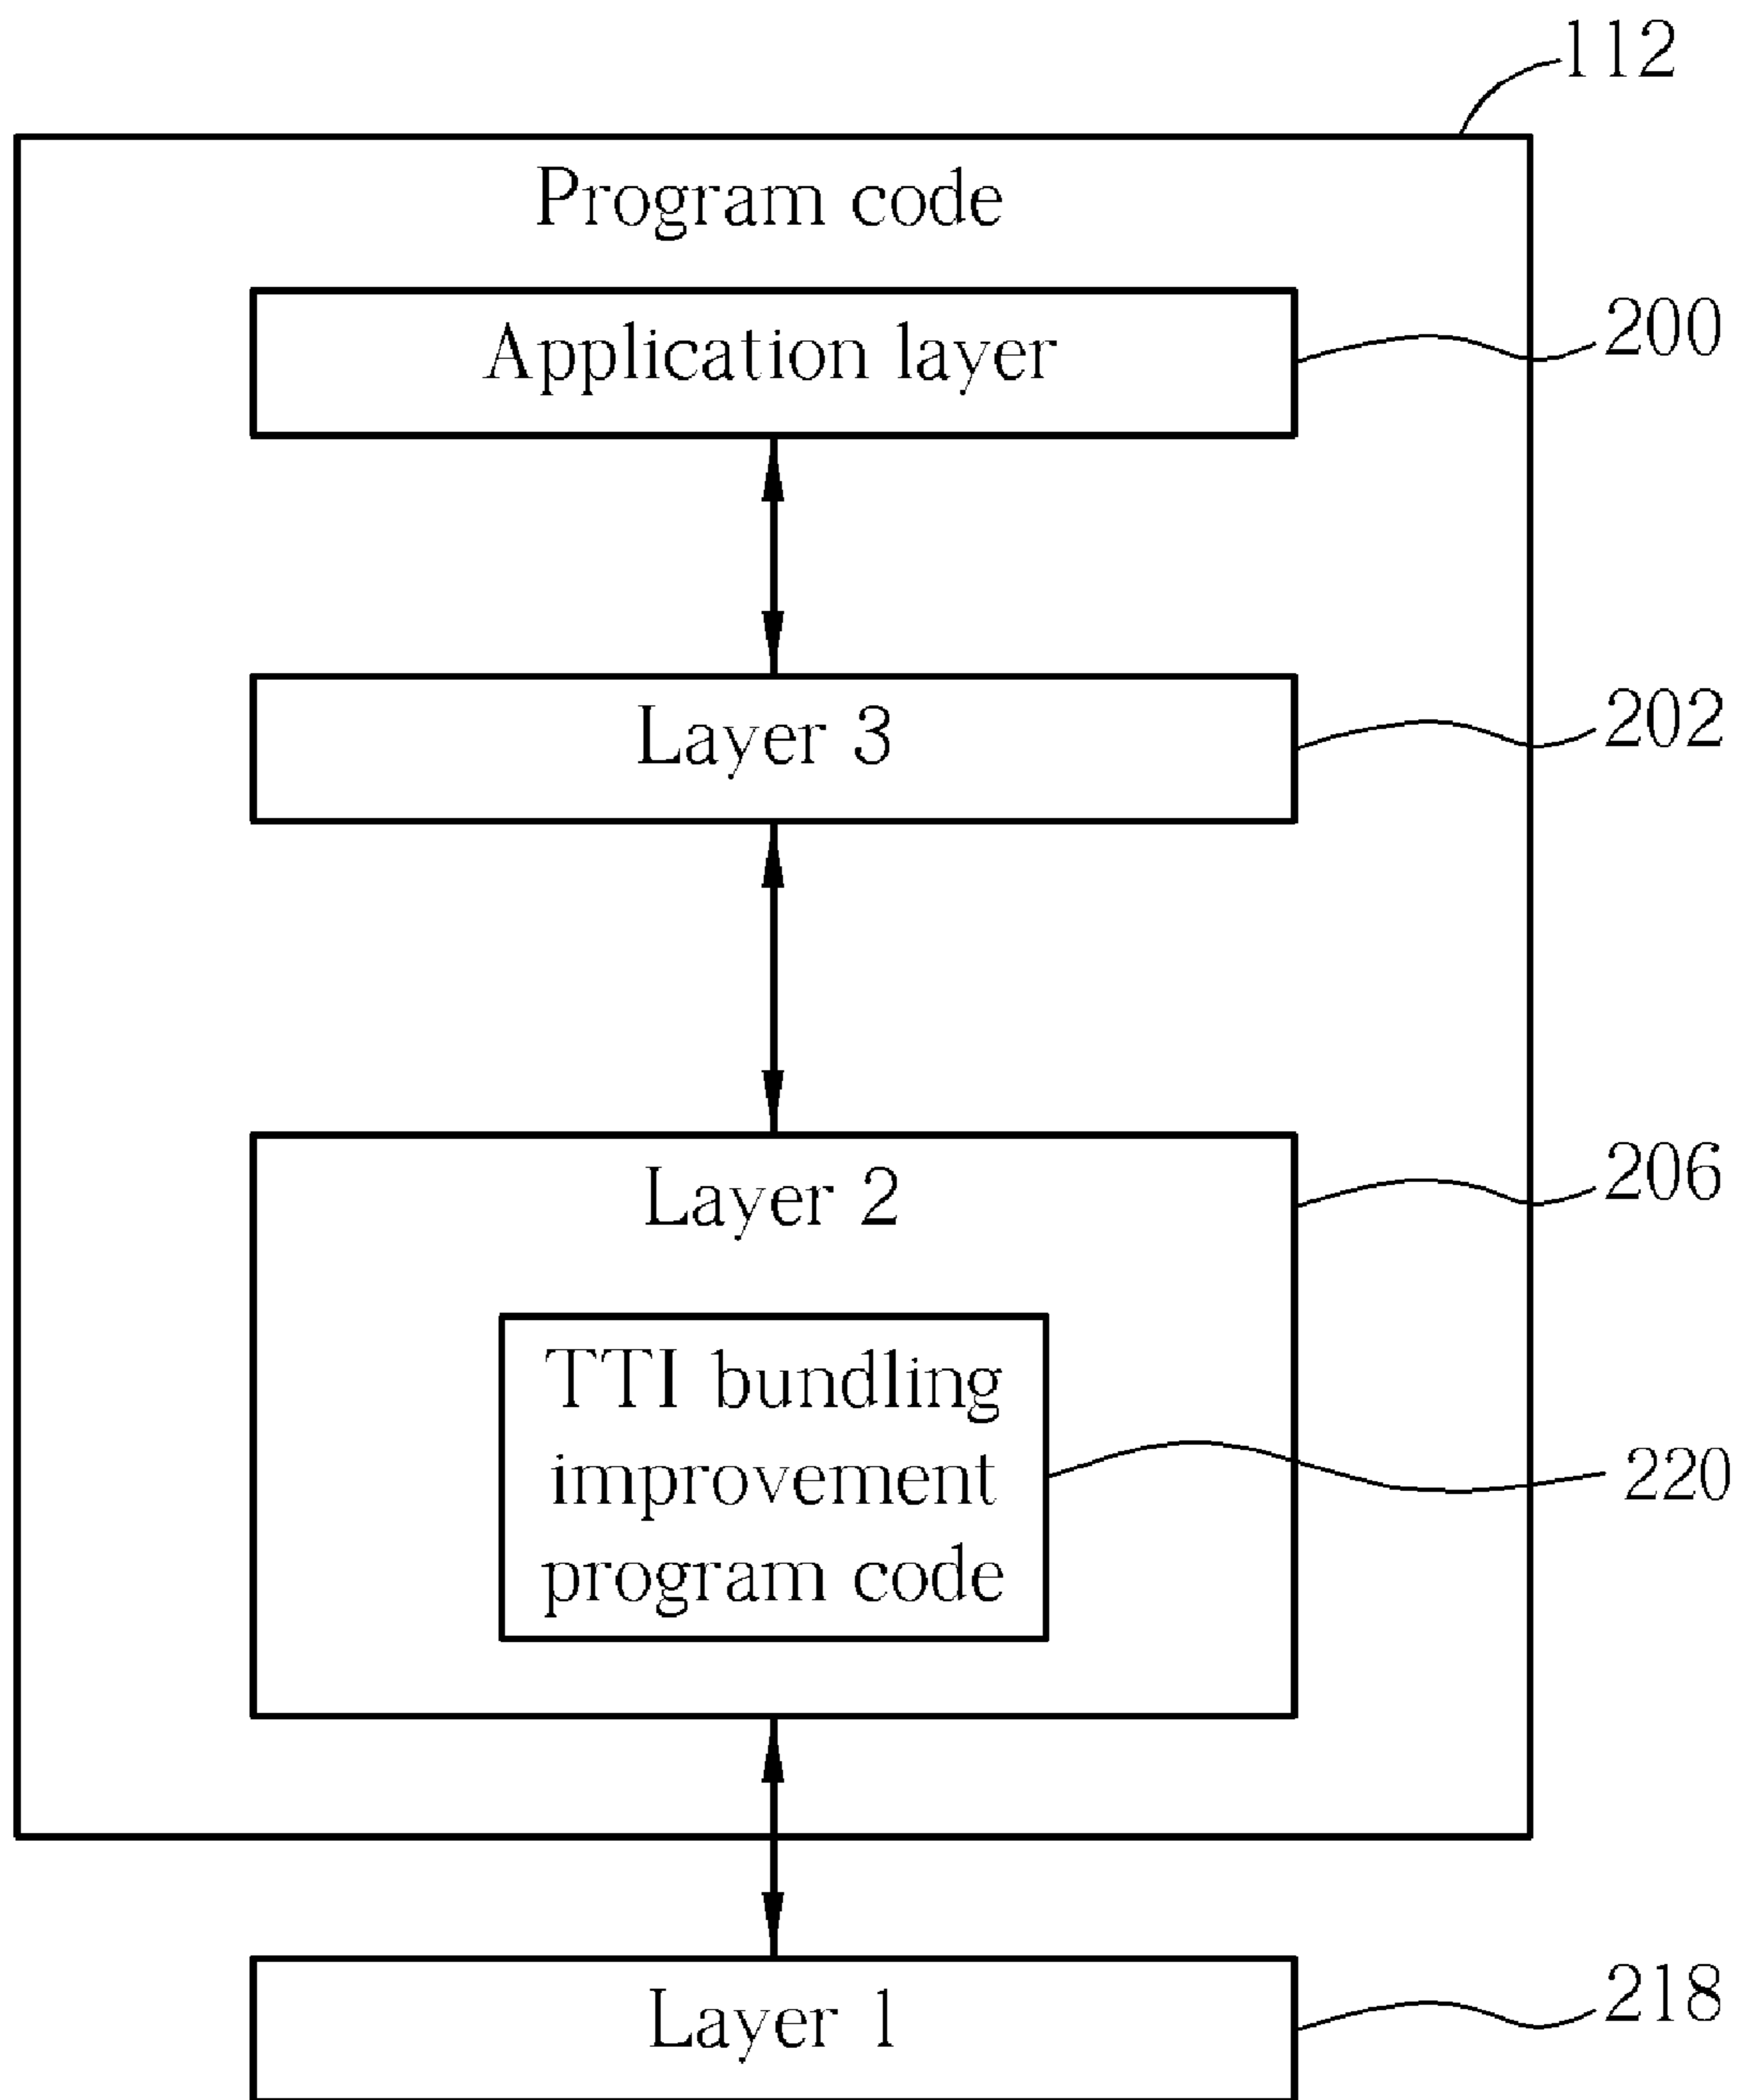 112
Program code
Application layer
200
Layer 3
202
Layer 2
206
TTI bundling
improvement
program code
220
Layer 1
218